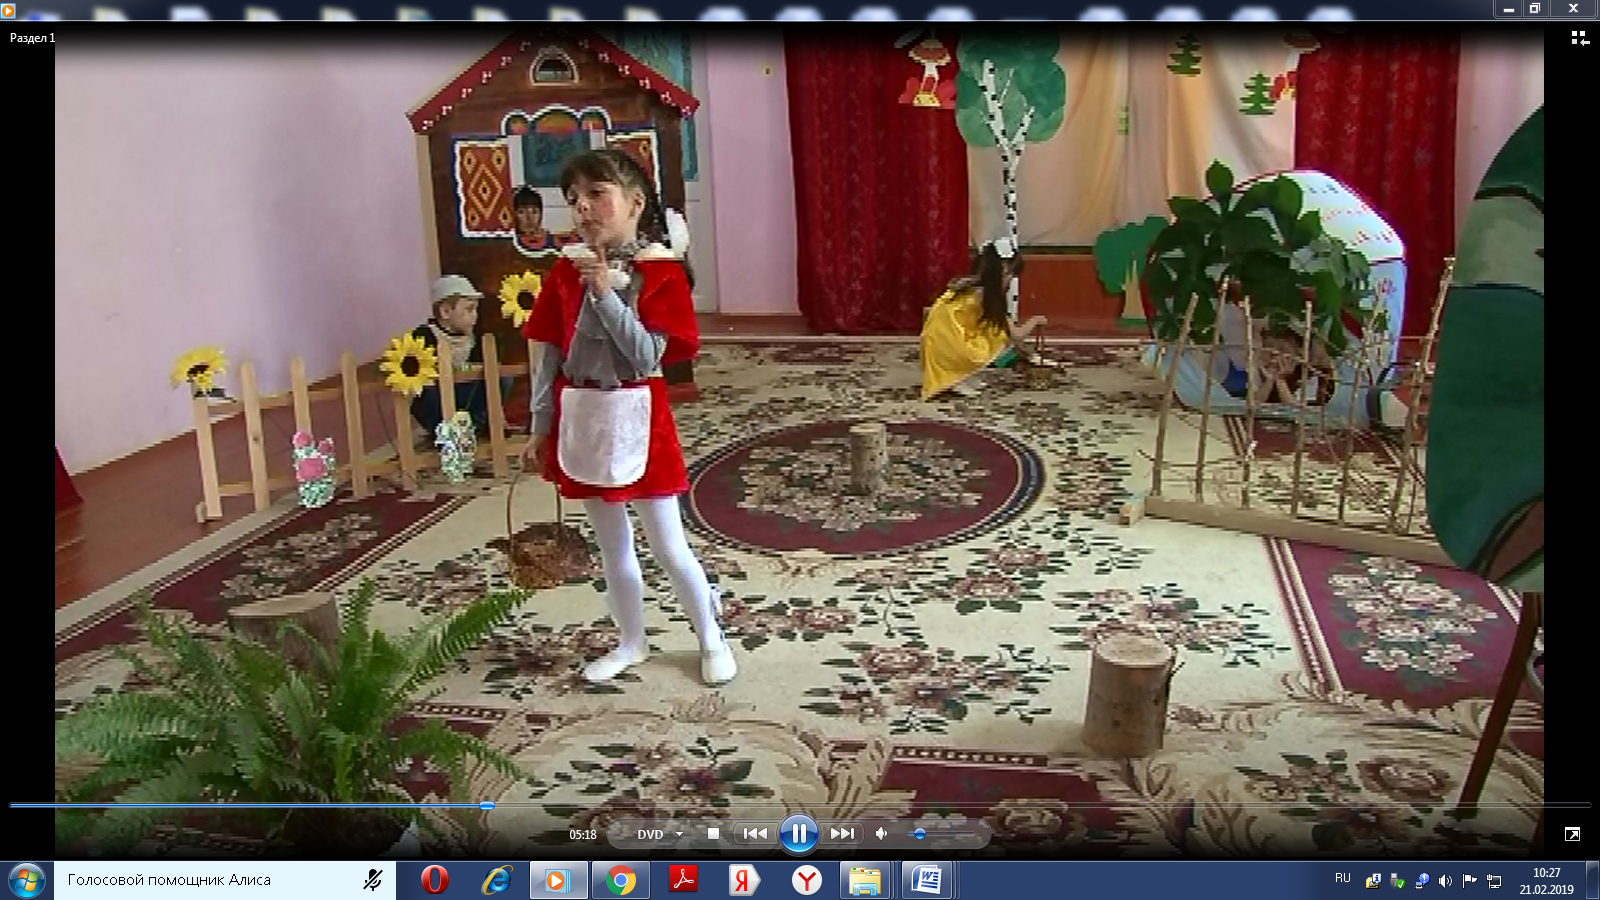 Раздел 1
05:18
DVD
Голосовой помощник Алиса
RU
10:27
21.02.2019